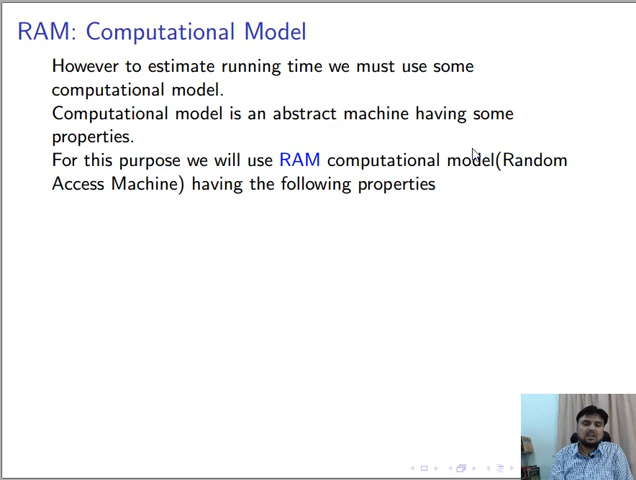 RAM: Computational Model
However to estimate running time we must use some
computational model.
Computational model is an abstract machine having some
properties.
For this purpose we will use RAM computational model(Random
Access Machine) having the following properties